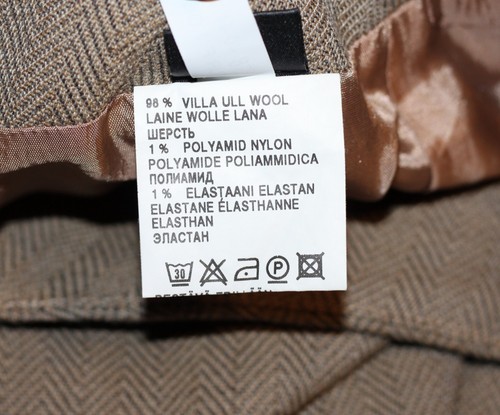 98 % VILLA ULL WOOL
LAINE WOLLE LANA
ШЕРСТЬ
1 % POLYAMID NYLON
POLYAMIDE POLIAMMIDICA
ПОЛИАМИД
1 % ELASTAANI ELASTAN
ELASTANE ÉLASTHANNE
ELASTHAN
ЭЛАСТАН
30 P